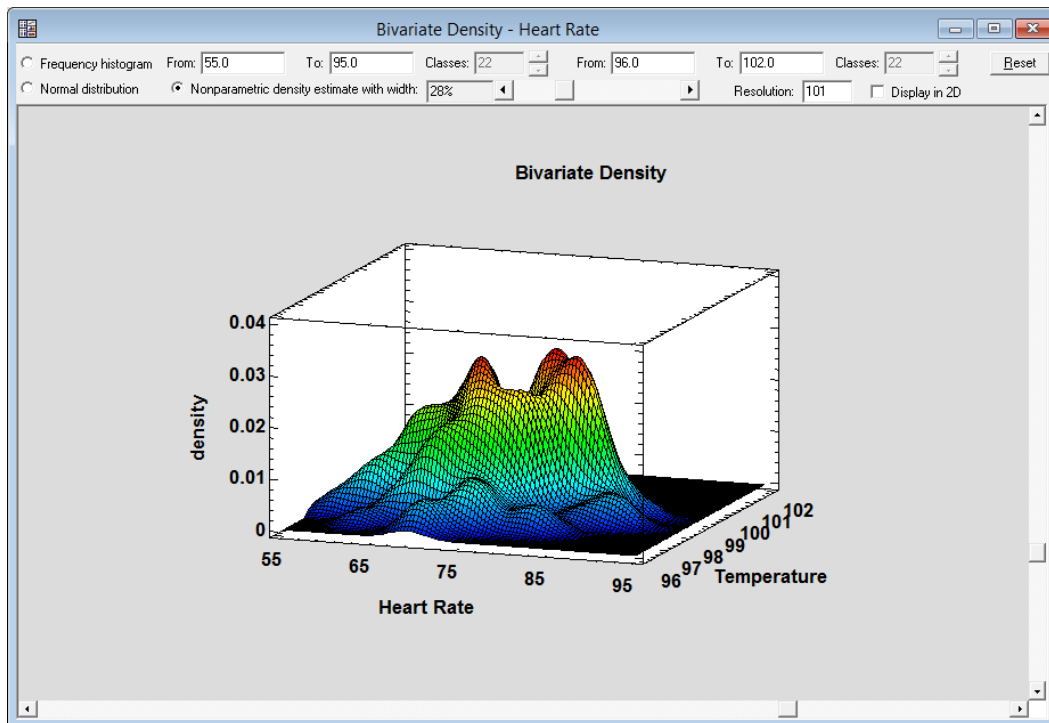 Bivariate Density - Heart Rate
Frequency histogram From: 55.0 To: 95.0 Classes: 22 From: 96.0 To: 102.0 Classes: 22 Reset
Normal distribution Nonparametric density estimate with width: 28% Resolution: 101 Display in 2D
Bivariate Density
0.04
0.03
0.02
0.01
0
density
55 65 75 85 95
Heart Rate
96 97 98 99 100 101 102
Temperature